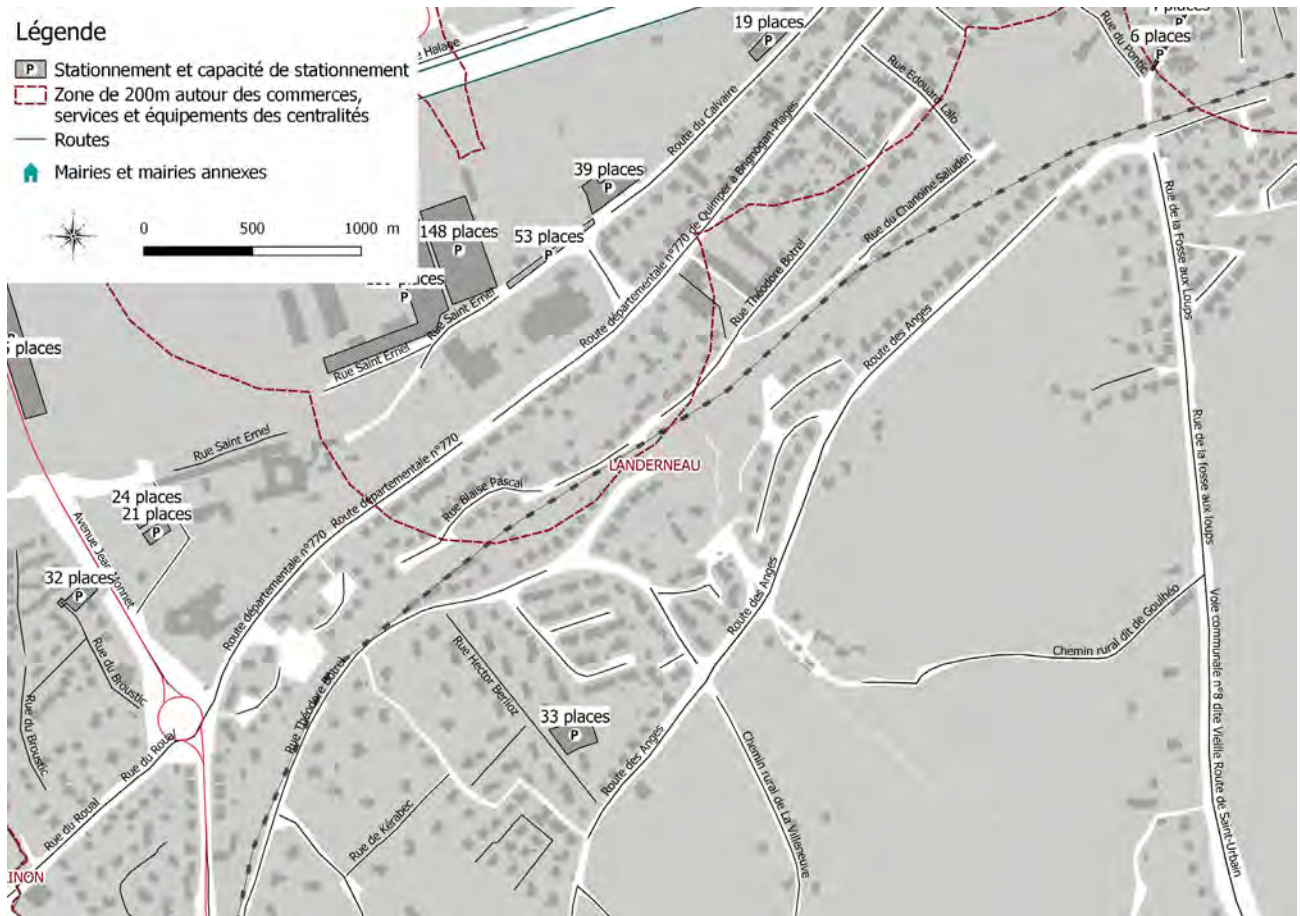 Légende
P Stationnement et capacité de stationnement
Zone de 200m autour des commerces,
services et équipements des centralités
Routes
Mairies et mairies annexes
0 500 1000 m
Halage
19 places
P
Rue du Pontic
6 places
P
Rue Edouard Lalo
Route du Calvaire
39 places
P
148 places
P
53 places
P
places
P
Route départementale n°770 de Quimper à Brignogan-Plages
Rue du Chanoine Saluden
Rue Théodore Botrel
Rue de la Fosse aux Loups
Rue Saint Ernel
Rue Saint Ernel
places
Route des Anges
Rue Saint Ernel
Route départementale n°770
LANDERNEAU
Rue de la fosse aux loups
Rue Blaise Pascal
24 places
21 places
P
Avenue Jean Monnet
Route départementale n°770
32 places
P
Rue du Broustic
Rue du Broustic
Route des Anges
Chemin rural dit de Goulhéo
Voie communale n°8 dite Vieille Route de Saint-Urbain
Rue Hector Berlioz
Rue Théodore Botrel
33 places
P
Rue du Roual
Route des Anges
Chemin rural de La Villeneuve
Rue du Roual
Rue de Kérabec
INON